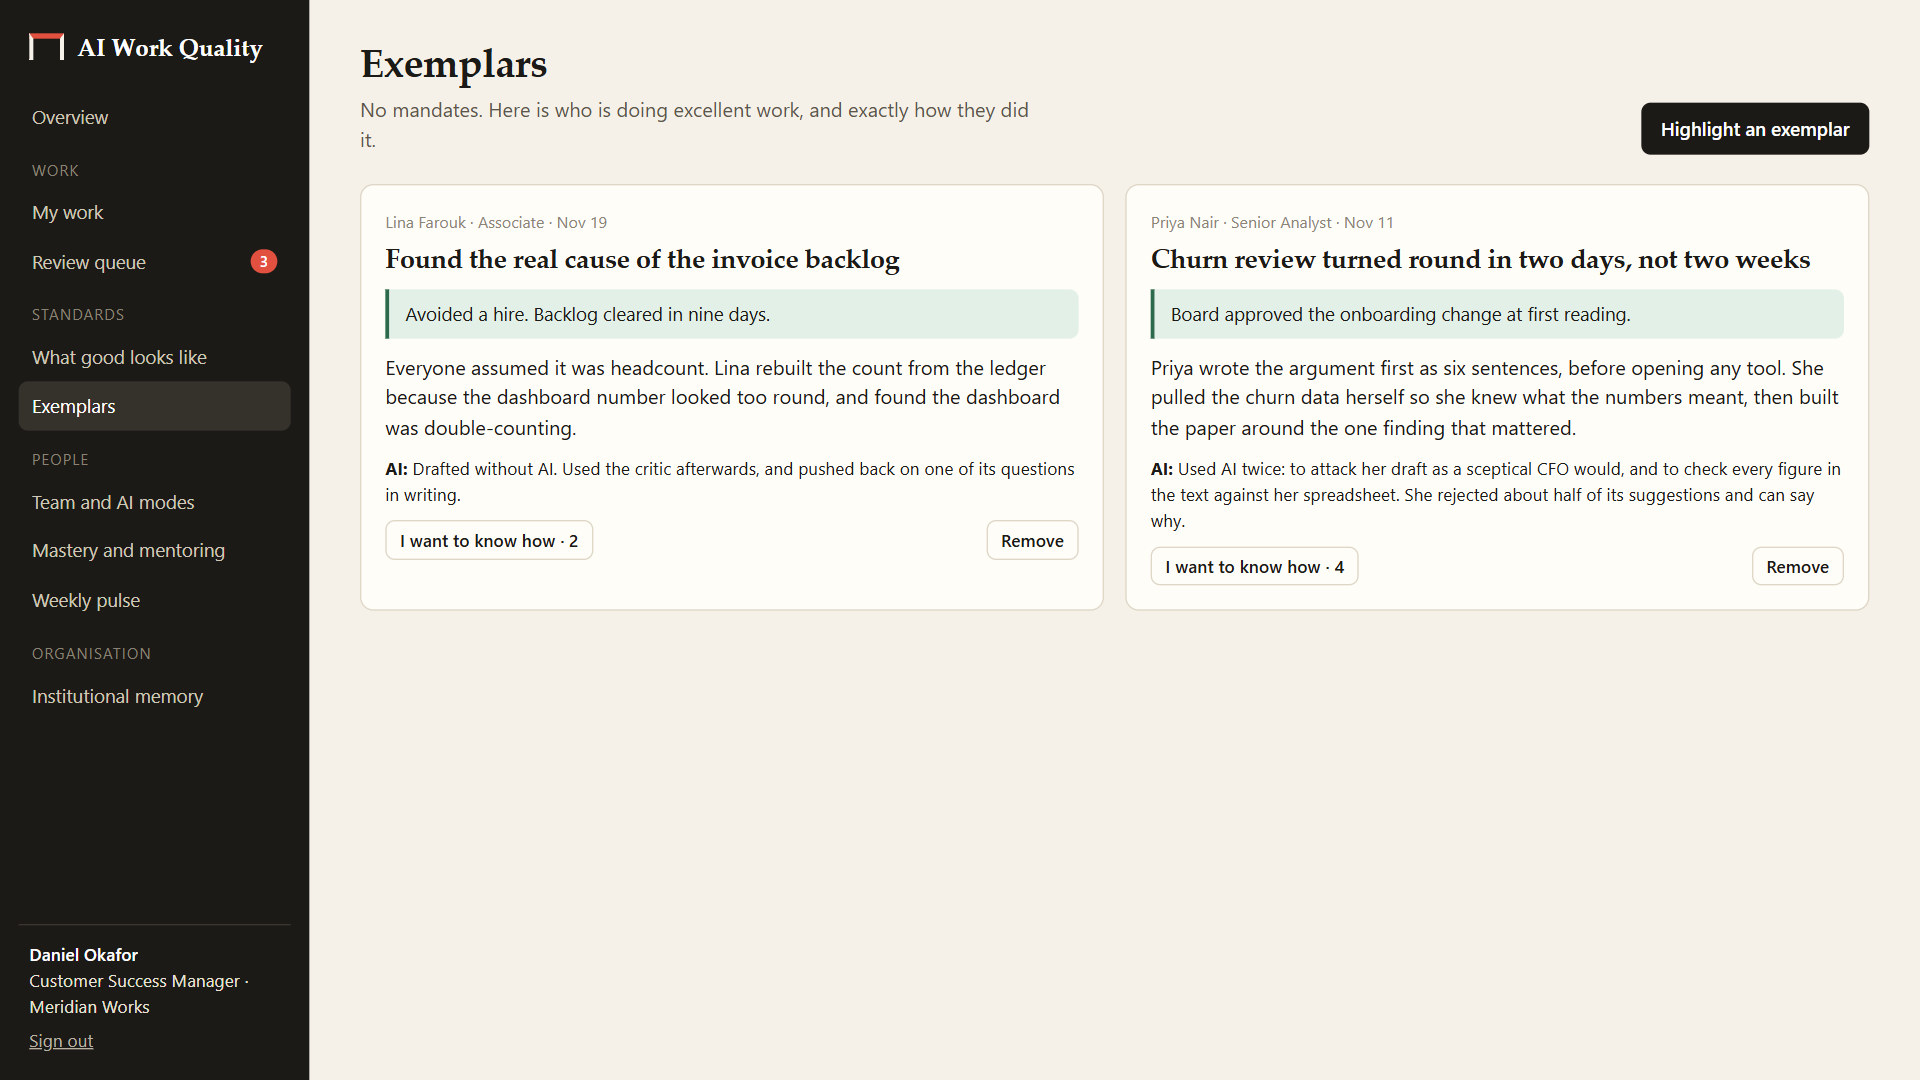 AI Work Quality
Overview
WORK
My work
Review queue
3
STANDARDS
What good looks like
Exemplars
PEOPLE
Team and AI modes
Mastery and mentoring
Weekly pulse
ORGANISATION
Institutional memory
Daniel Okafor
Customer Success Manager ·
Meridian Works
Sign out
Exemplars
No mandates. Here is who is doing excellent work, and exactly how they did
it.
Highlight an exemplar
Lina Farouk · Associate · Nov 19
Found the real cause of the invoice backlog
Avoided a hire. Backlog cleared in nine days.
Everyone assumed it was headcount. Lina rebuilt the count from the ledger
because the dashboard number looked too round, and found the dashboard
was double-counting.
AI: Drafted without AI. Used the critic afterwards, and pushed back on one of its questions
in writing.
I want to know how · 2
Remove
Priya Nair · Senior Analyst · Nov 11
Churn review turned round in two days, not two weeks
Board approved the onboarding change at first reading.
Priya wrote the argument first as six sentences, before opening any tool. She
pulled the churn data herself so she knew what the numbers meant, then built
the paper around the one finding that mattered.
AI: Used AI twice: to attack her draft as a sceptical CFO would, and to check every figure in
the text against her spreadsheet. She rejected about half of its suggestions and can say
why.
I want to know how · 4
Remove